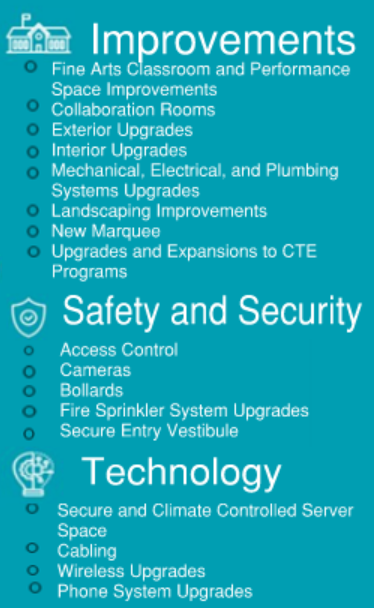 Improvements
Fine Arts Classroom and Performance
Space Improvements
Collaboration Rooms
Exterior Upgrades
Interior Upgrades
Mechanical, Electrical, and Plumbing
Systems Upgrades
Landscaping Improvements
New Marquee
Upgrades and Expansions to CTE
Programs
Safety and Security
Access Control
Cameras
Bollards
Fire Sprinkler System Upgrades
Secure Entry Vestibule
Technology
Secure and Climate Controlled Server
Space
Cabling
Wireless Upgrades
Phone System Upgrades